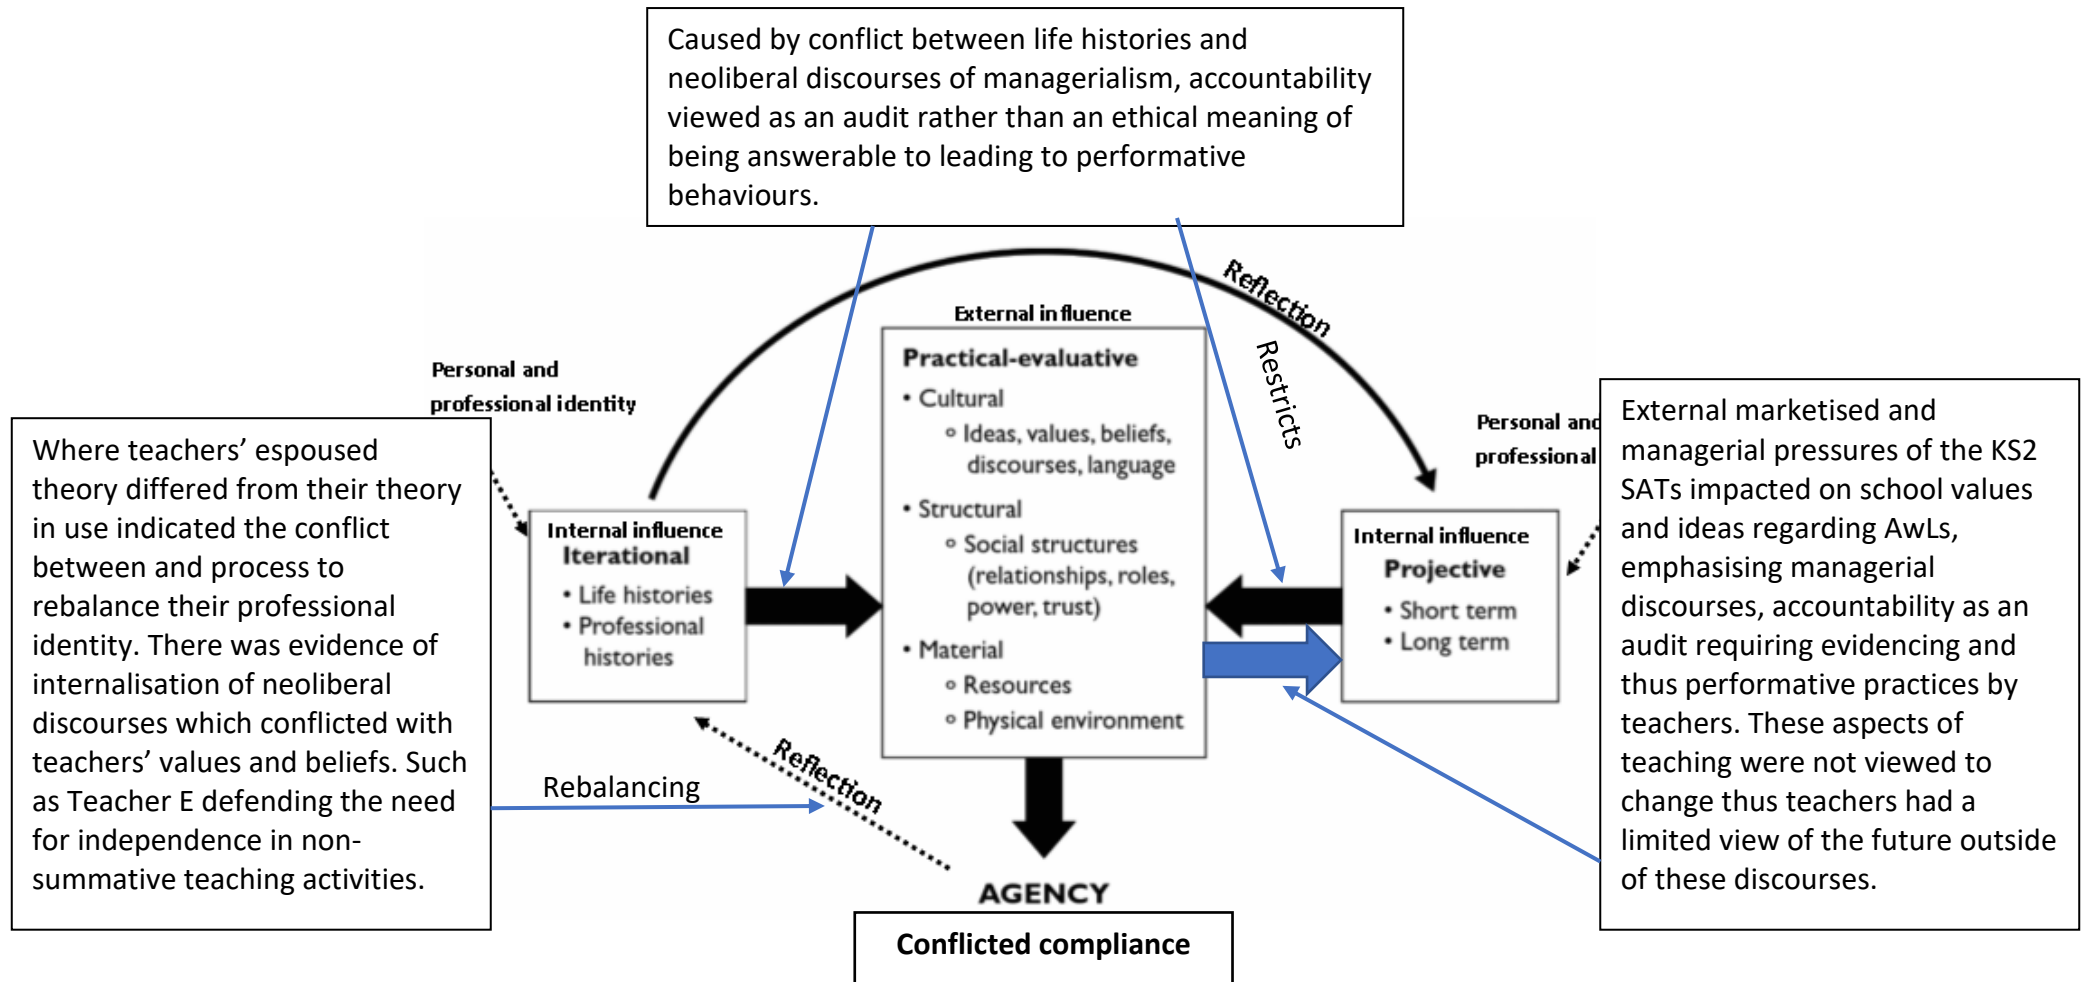 Caused by conflict between life histories and
neoliberal discourses of managerialism, accountability
viewed as an audit rather than an ethical meaning of
being answerable to leading to performative
behaviours.
Reflection
External influence
Restricts
Personal and
professional identity
Practical-evaluative
• Cultural
∘ Ideas, values, beliefs,
discourses, language
• Structural
∘ Social structures
(relationships, roles,
power, trust)
• Material
∘ Resources
∘ Physical environment
Personal and
professional
Where teachers’ espoused
theory differed from their theory
in use indicated the conflict
between and process to
rebalance their professional
identity. There was evidence of
internalisation of neoliberal
discourses which conflicted with
teachers’ values and beliefs. Such
as Teacher E defending the need
for independence in non-
summative teaching activities.
Internal influence
Iterational
• Life histories
• Professional
histories
Internal influence
Projective
• Short term
• Long term
External marketised and
managerial pressures of the KS2
SATs impacted on school values
and ideas regarding AwLs,
emphasising managerial
discourses, accountability as an
audit requiring evidencing and
thus performative practices by
teachers. These aspects of
teaching were not viewed to
change thus teachers had a
limited view of the future outside
of these discourses.
Rebalancing
Reflection
AGENCY
Conflicted compliance